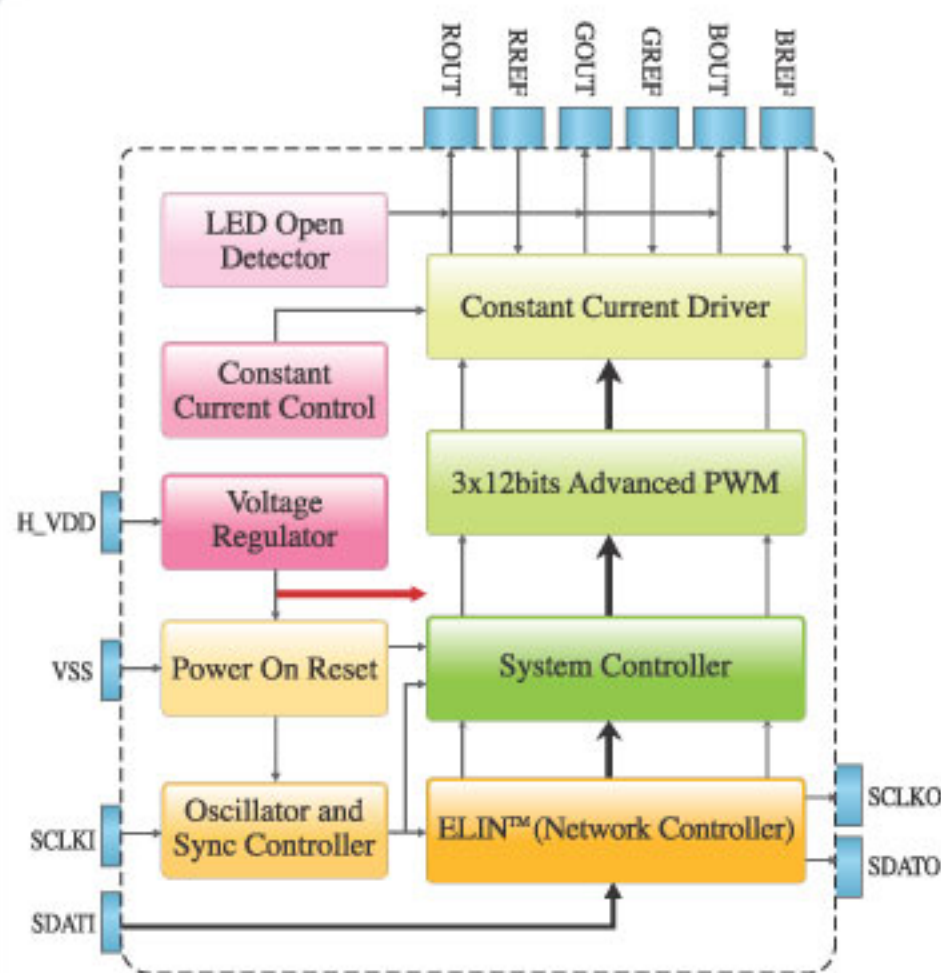 ROUT
RREF
GOUT
GREF
BOUT
BREF
LED Open
Detector
Constant Current Driver
Constant
Current Control
3x12bits Advanced PWM
H_VDD
Voltage
Regulator
VSS
Power On Reset
System Controller
SCLKI
Oscillator and
Sync Controller
ELIN™(Network Controller)
SCLKO
SDATO
SDATI